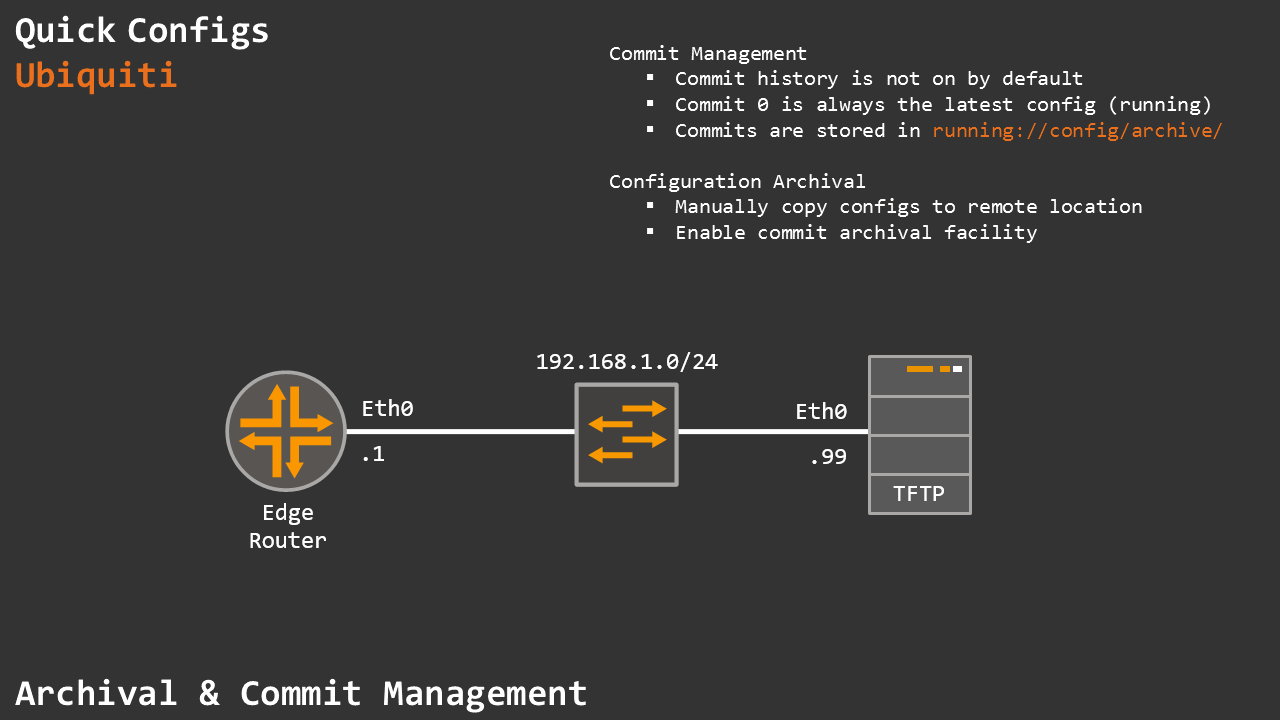 Quick Configs
Ubiquiti
Commit Management
▪ Commit history is not on by default
▪ Commit 0 is always the latest config (running)
▪ Commits are stored in running://config/archive/
Configuration Archival
▪ Manually copy configs to remote location
▪ Enable commit archival facility
192.168.1.0/24
Eth0
Eth0
.1
.99
TFTP
Edge
Router
Archival & Commit Management